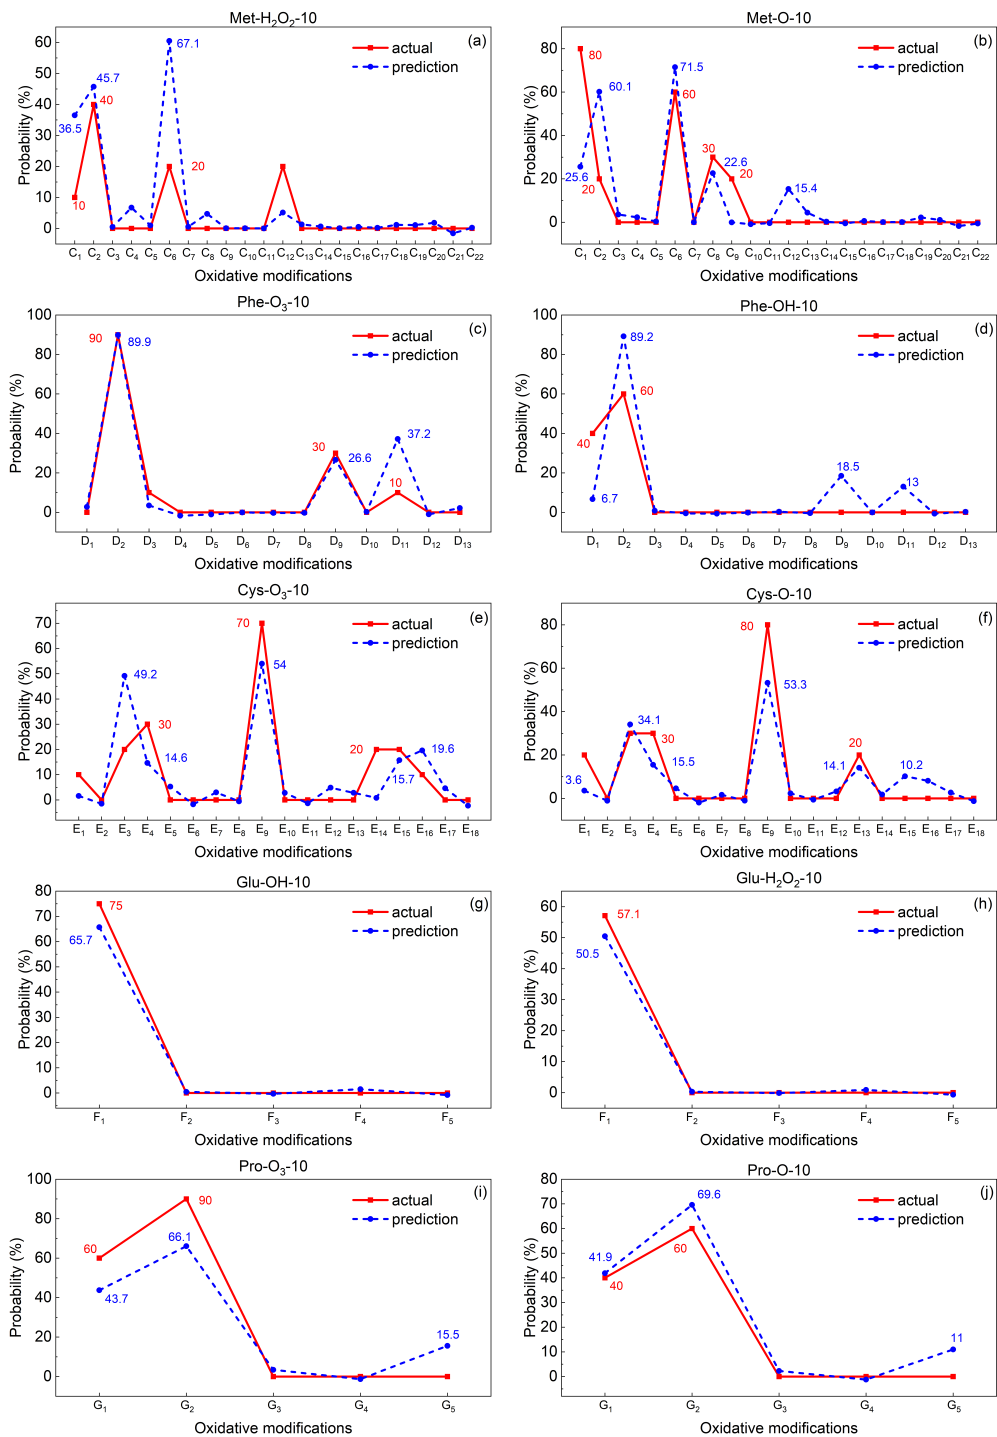 Met-H₂O₂-10
(a)
actual
prediction
Probability (%)
60
50
40
30
20
10
0
36.5
45.7
67.1
10
40
20
C₁ C₂ C₃ C₄ C₅ C₆ C₇ C₈ C₉ C₁₀ C₁₁ C₁₂ C₁₃ C₁₄ C₁₅ C₁₆ C₁₇ C₁₈ C₁₉ C₂₀ C₂₁ C₂₂
Oxidative modifications
Met-O-10
(b)
actual
prediction
Probability (%)
80
60
40
20
0
80
60.1
71.5
60
30
22.6
20
25.6
20
15.4
C₁ C₂ C₃ C₄ C₅ C₆ C₇ C₈ C₉ C₁₀ C₁₁ C₁₂ C₁₃ C₁₄ C₁₅ C₁₆ C₁₇ C₁₈ C₁₉ C₂₀ C₂₁ C₂₂
Oxidative modifications
Phe-O₃-10
(c)
actual
prediction
Probability (%)
100
80
60
40
20
0
90
89.9
30
26.6
37.2
10
D₁ D₂ D₃ D₄ D₅ D₆ D₇ D₈ D₉ D₁₀ D₁₁ D₁₂ D₁₃
Oxidative modifications
Phe-OH-10
(d)
actual
prediction
Probability (%)
100
80
60
40
20
0
89.2
60
40
6.7
18.5
13
D₁ D₂ D₃ D₄ D₅ D₆ D₇ D₈ D₉ D₁₀ D₁₁ D₁₂ D₁₃
Oxidative modifications
Cys-O₃-10
(e)
actual
prediction
Probability (%)
70
60
50
40
30
20
10
0
70
54
49.2
30
14.6
20
15.7
19.6
E₁ E₂ E₃ E₄ E₅ E₆ E₇ E₈ E₉ E₁₀ E₁₁ E₁₂ E₁₃ E₁₄ E₁₅ E₁₆ E₁₇ E₁₈
Oxidative modifications
Cys-O-10
(f)
actual
prediction
Probability (%)
80
60
40
20
0
80
53.3
34.1
30
15.5
3.6
14.1
20
10.2
E₁ E₂ E₃ E₄ E₅ E₆ E₇ E₈ E₉ E₁₀ E₁₁ E₁₂ E₁₃ E₁₄ E₁₅ E₁₆ E₁₇ E₁₈
Oxidative modifications
Glu-OH-10
(g)
actual
prediction
Probability (%)
80
70
60
50
40
30
20
10
0
75
65.7
F₁ F₂ F₃ F₄ F₅
Oxidative modifications
Glu-H₂O₂-10
(h)
actual
prediction
Probability (%)
60
50
40
30
20
10
0
57.1
50.5
F₁ F₂ F₃ F₄ F₅
Oxidative modifications
Pro-O₃-10
(i)
actual
prediction
Probability (%)
100
80
60
40
20
0
60
90
66.1
43.7
15.5
G₁ G₂ G₃ G₄ G₅
Oxidative modifications
Pro-O-10
(j)
actual
prediction
Probability (%)
80
70
60
50
40
30
20
10
0
69.6
60
41.9
40
11
G₁ G₂ G₃ G₄ G₅
Oxidative modifications